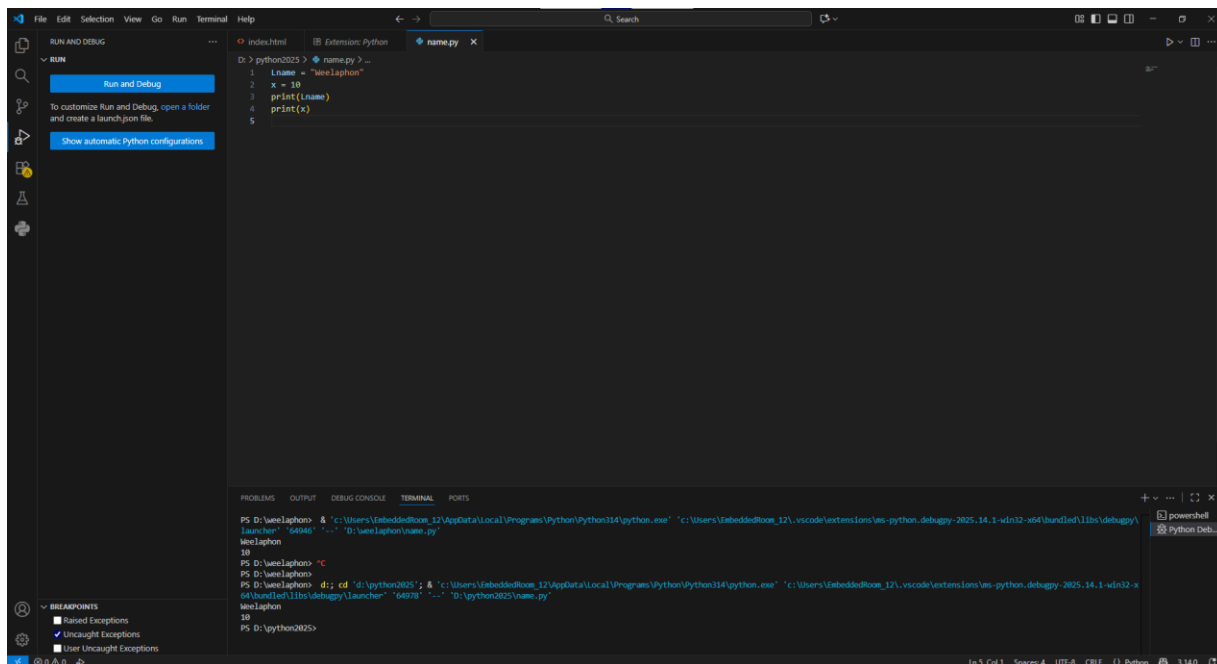 File Edit Selection View Go Run Terminal Help
Search
RUN AND DEBUG ...
index.html
Extension: Python
name.py
RUN
D: > python2025 > name.py > ...
Run and Debug
To customize Run and Debug, open a folder
and create a launch.json file.
Show automatic Python configurations
1 Lname = "Weelaphon"
2 x = 10
3 print(Lname)
4 print(x)
5
PROBLEMS OUTPUT DEBUG CONSOLE TERMINAL PORTS
PS D:\weelaphon> & 'c:\Users\EmbeddedRoom_12\AppData\Local\Programs\Python\Python314\python.exe' 'c:\Users\EmbeddedRoom_12\.vscode\extensions\ms-python.debugpy-2025.14.1-win32-x64\bundled\libs\debugpy\
launcher' '64946' '--' 'D:\weelaphon\name.py'
Weelaphon
10
PS D:\weelaphon> ^C
PS D:\weelaphon>
PS D:\weelaphon> d:; cd 'd:\python2025'; & 'c:\Users\EmbeddedRoom_12\AppData\Local\Programs\Python\Python314\python.exe' 'c:\Users\EmbeddedRoom_12\.vscode\extensions\ms-python.debugpy-2025.14.1-win32-x
64\bundled\libs\debugpy\launcher' '64978' '--' 'D:\python2025\name.py'
Weelaphon
10
PS D:\python2025>
powershell
Python Deb...
BREAKPOINTS
Raised Exceptions
Uncaught Exceptions
User Uncaught Exceptions
0 0
Ln 5, Col 1 Spaces: 4 UTF-8 CRLF Python 3.14.0